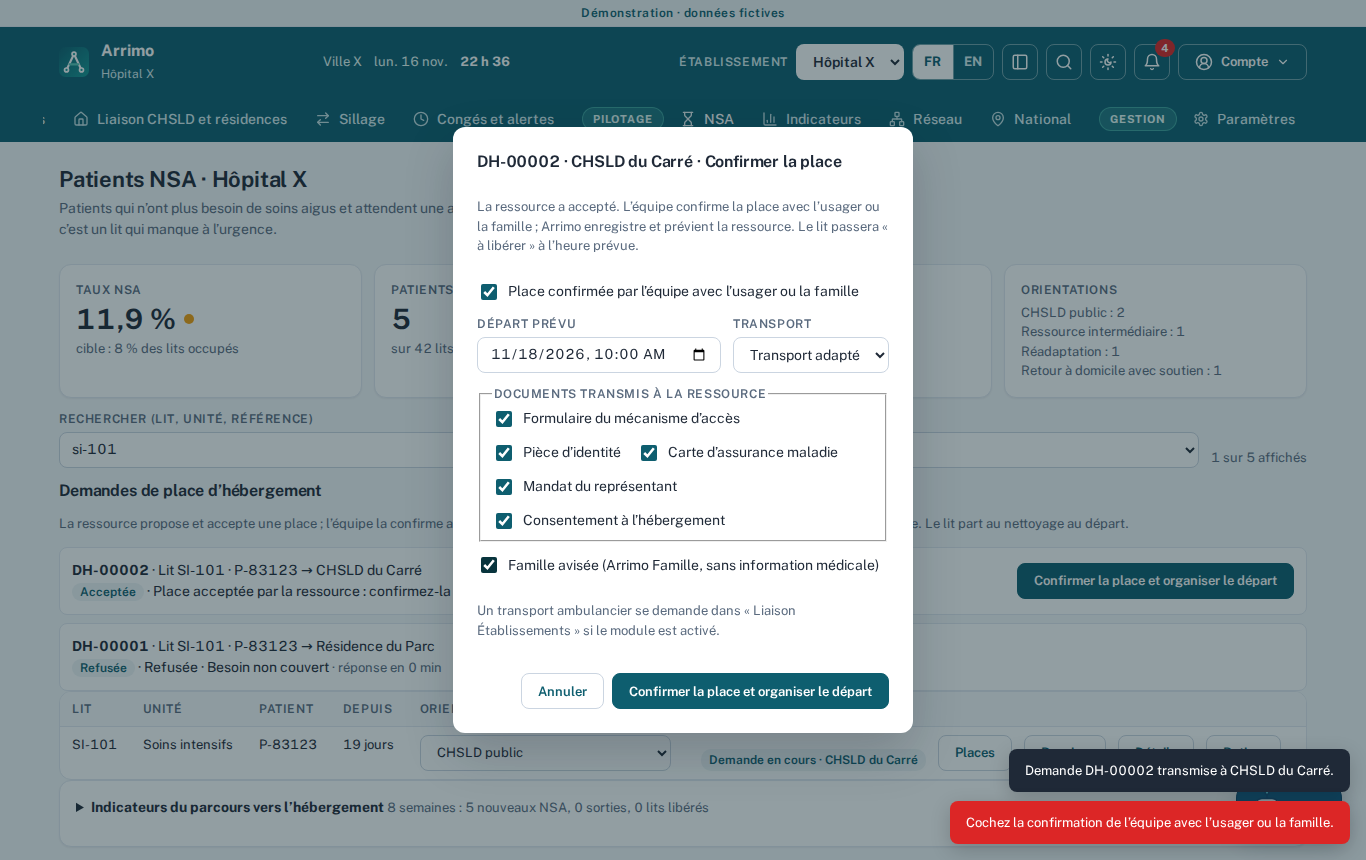 Démonstration · données fictives
Arrimo
Hôpital X
Ville X lun. 16 nov. 22 h 36
ÉTABLISSEMENT Hôpital X FR EN 4 Compte
Liaison CHSLD et résidences Sillage Congés et alertes PILOTAGE NSA Indicateurs Réseau National GESTION Paramètres
Patients NSA · Hôpital X
Patients qui n’ont plus besoin de soins aigus et attendent une
c’est un lit qui manque à l’urgence.
TAUX NSA
11,9 %
cible : 8 % des lits occupés
PATIENTS
5
sur 42 lits
ORIENTATIONS
CHSLD public : 2
Ressource intermédiaire : 1
Réadaptation : 1
Retour à domicile avec soutien : 1
RECHERCHER (LIT, UNITÉ, RÉFÉRENCE)
si-101
1 sur 5 affichés
Demandes de place d’hébergement
La ressource propose et accepte une place ; l’équipe la confirme
e. Le lit part au nettoyage au départ.
DH-00002 · Lit SI-101 · P-83123 → CHSLD du Carré
Acceptée · Place acceptée par la ressource : confirmez-la
Confirmer la place et organiser le départ
DH-00001 · Lit SI-101 · P-83123 → Résidence du Parc
Refusée · Refusée · Besoin non couvert · réponse en 0 min
LIT UNITÉ PATIENT DEPUIS
SI-101 Soins intensifs P-83123 19 jours CHSLD public Demande en cours · CHSLD du Carré Places
Indicateurs du parcours vers l’hébergement 8 semaines : 5 nouveaux NSA, 0 sorties, 0 lits libérés
DH-00002 · CHSLD du Carré · Confirmer la place
La ressource a accepté. L’équipe confirme la place avec l’usager ou
la famille ; Arrimo enregistre et prévient la ressource. Le lit passera «
à libérer » à l’heure prévue.
Place confirmée par l’équipe avec l’usager ou la famille
DÉPART PRÉVU TRANSPORT
11/18/2026, 10:00 AM Transport adapté
DOCUMENTS TRANSMIS À LA RESSOURCE
Formulaire du mécanisme d’accès
Pièce d’identité Carte d’assurance maladie
Mandat du représentant
Consentement à l’hébergement
Famille avisée (Arrimo Famille, sans information médicale)
Un transport ambulancier se demande dans « Liaison
Établissements » si le module est activé.
Annuler Confirmer la place et organiser le départ
Demande DH-00002 transmise à CHSLD du Carré.
Cochez la confirmation de l’équipe avec l’usager ou la famille.